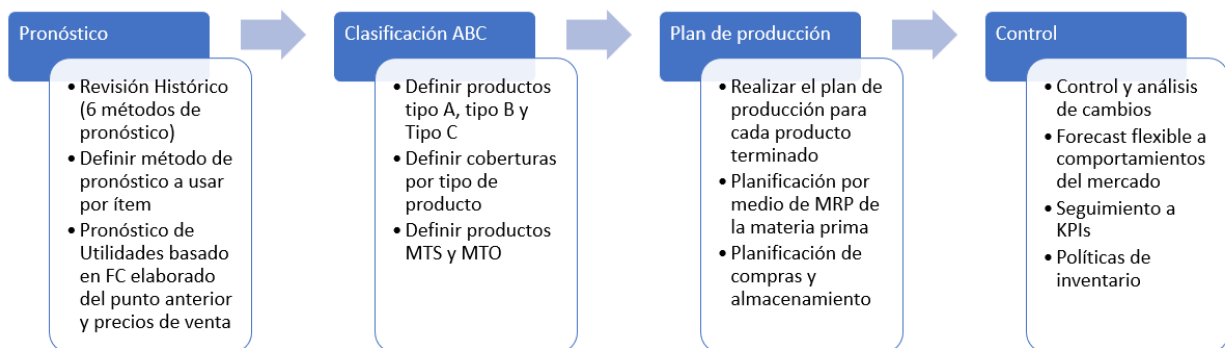 Pronóstico
• Revisión Histórico
(6 métodos de
pronóstico)
• Definir método de
pronóstico a usar
por ítem
• Pronóstico de
Utilidades basado
en FC elaborado
del punto anterior
y precios de venta
Clasificación ABC
• Definir productos
tipo A, tipo B y
Tipo C
• Definir coberturas
por tipo de
producto
• Definir productos
MTS y MTO
Plan de producción
• Realizar el plan de
producción para
cada producto
terminado
• Planificación por
medio de MRP de
la materia prima
• Planificación de
compras y
almacenamiento
Control
• Control y análisis
de cambios
• Forecast flexible a
comportamientos
del mercado
• Seguimiento a
KPIs
• Políticas de
inventario